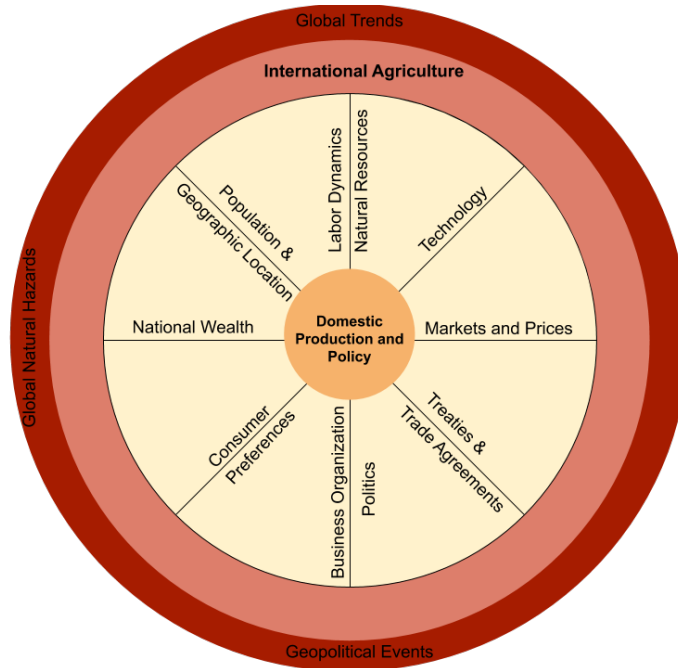 Global Trends
International Agriculture
Labor Dynamics
Natural Resources
Population &
Geographic Location
Technology
Global Natural Hazards
National Wealth
Domestic
Production and
Policy
Markets and Prices
Consumer
Preferences
Treaties &
Trade Agreements
Business Organization
Politics
Geopolitical Events